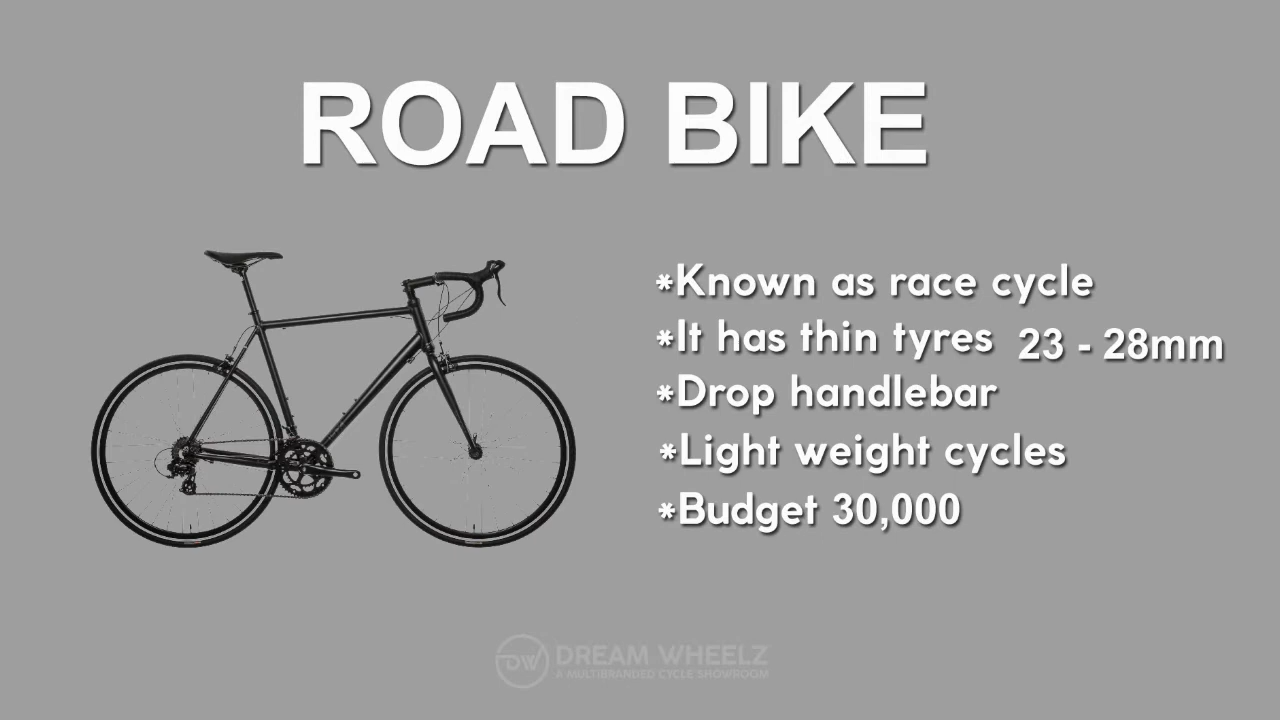 ROAD BIKE
*Known as race cycle
*It has thin tyres 23 - 28mm
*Drop handlebar
*Light weight cycles
*Budget 30,000
DW DREAM WHEELZ
A MULTIBRANDED CYCLE SHOWROOM